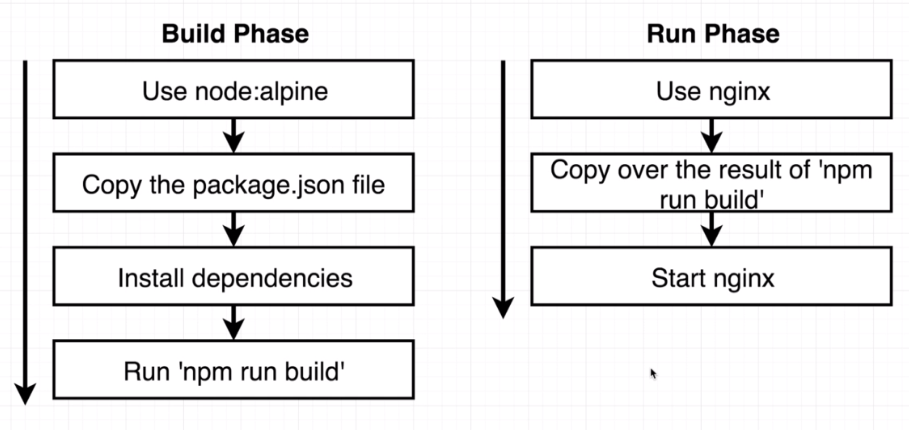 Build Phase
Use node:alpine
Copy the package.json file
Install dependencies
Run 'npm run build'
Run Phase
Use nginx
Copy over the result of 'npm
run build'
Start nginx